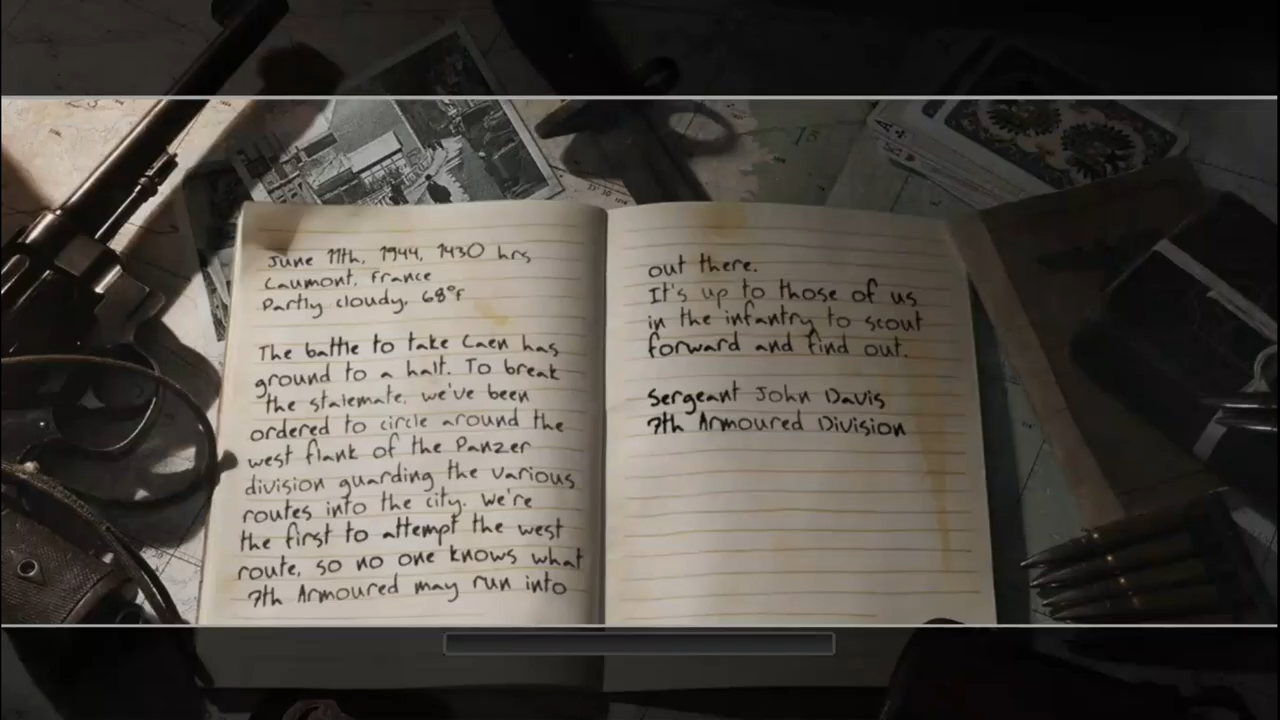 June 11th, 1944, 1430 hrs
Caumont, France
Partly cloudy, 68°F
The battle to take Caen has
ground to a halt. To break
the stalemate, we've been
ordered to circle around the
west flank of the Panzer
division guarding the various
routes into the city. We're
the first to attempt the west
route, so no one knows what
7th Armoured may run into
out there.
It's up to those of us
in the infantry to scout
forward and find out.
Sergeant John Davis
7th Armoured Division